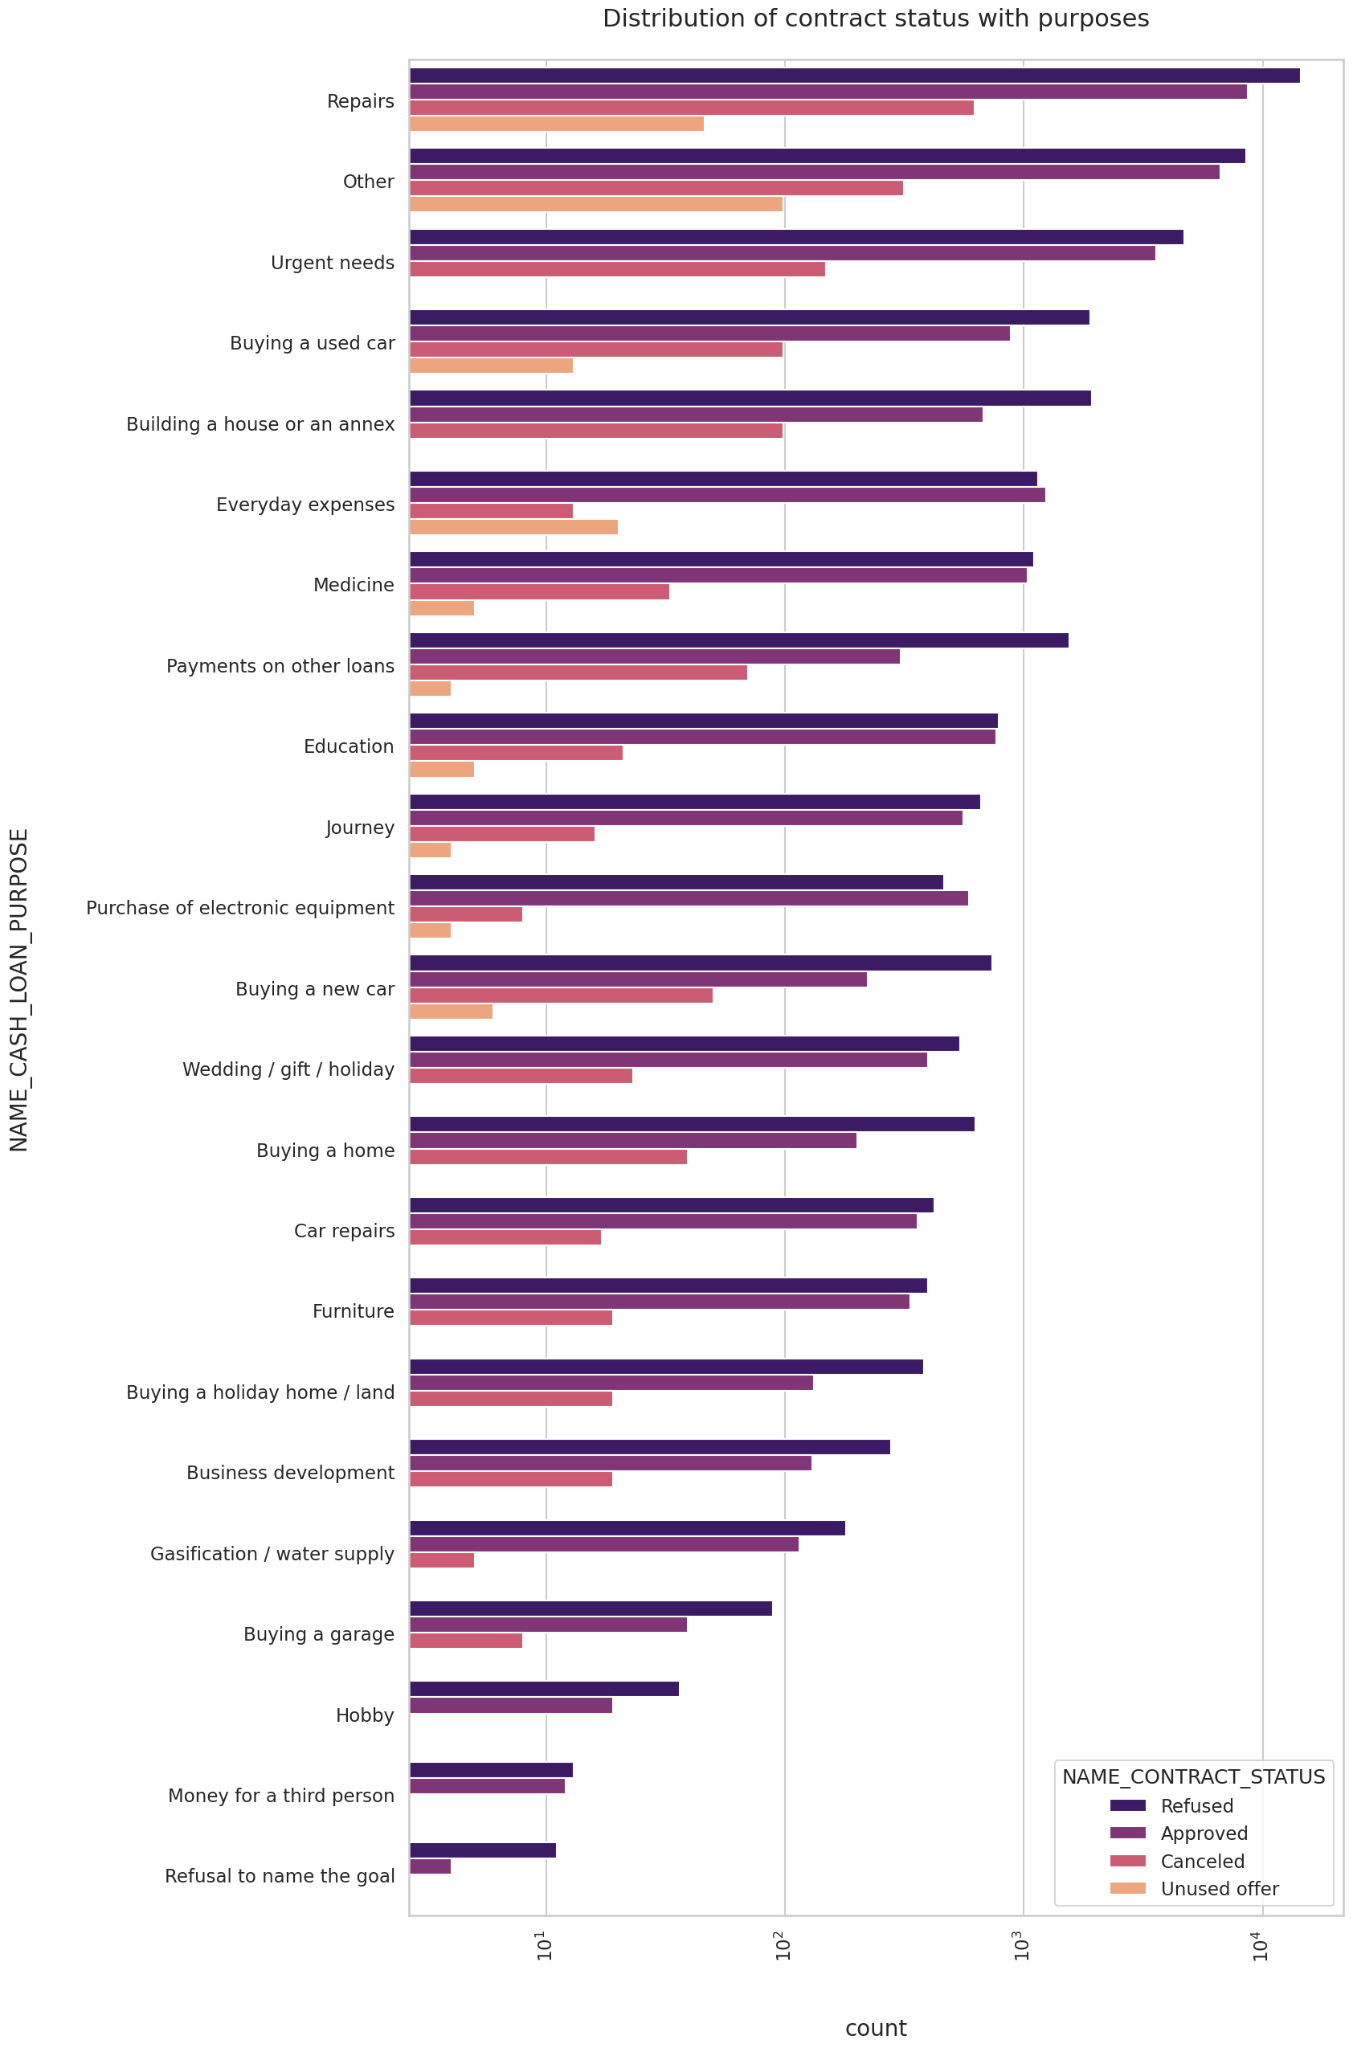 Distribution of contract status with purposes
NAME_CASH_LOAN_PURPOSE
Repairs
Other
Urgent needs
Buying a used car
Building a house or an annex
Everyday expenses
Medicine
Payments on other loans
Education
Journey
Purchase of electronic equipment
Buying a new car
Wedding / gift / holiday
Buying a home
Car repairs
Furniture
Buying a holiday home / land
Business development
Gasification / water supply
Buying a garage
Hobby
Money for a third person
Refusal to name the goal
NAME_CONTRACT_STATUS
Refused
Approved
Canceled
Unused offer
10¹
10²
10³
10⁴
count